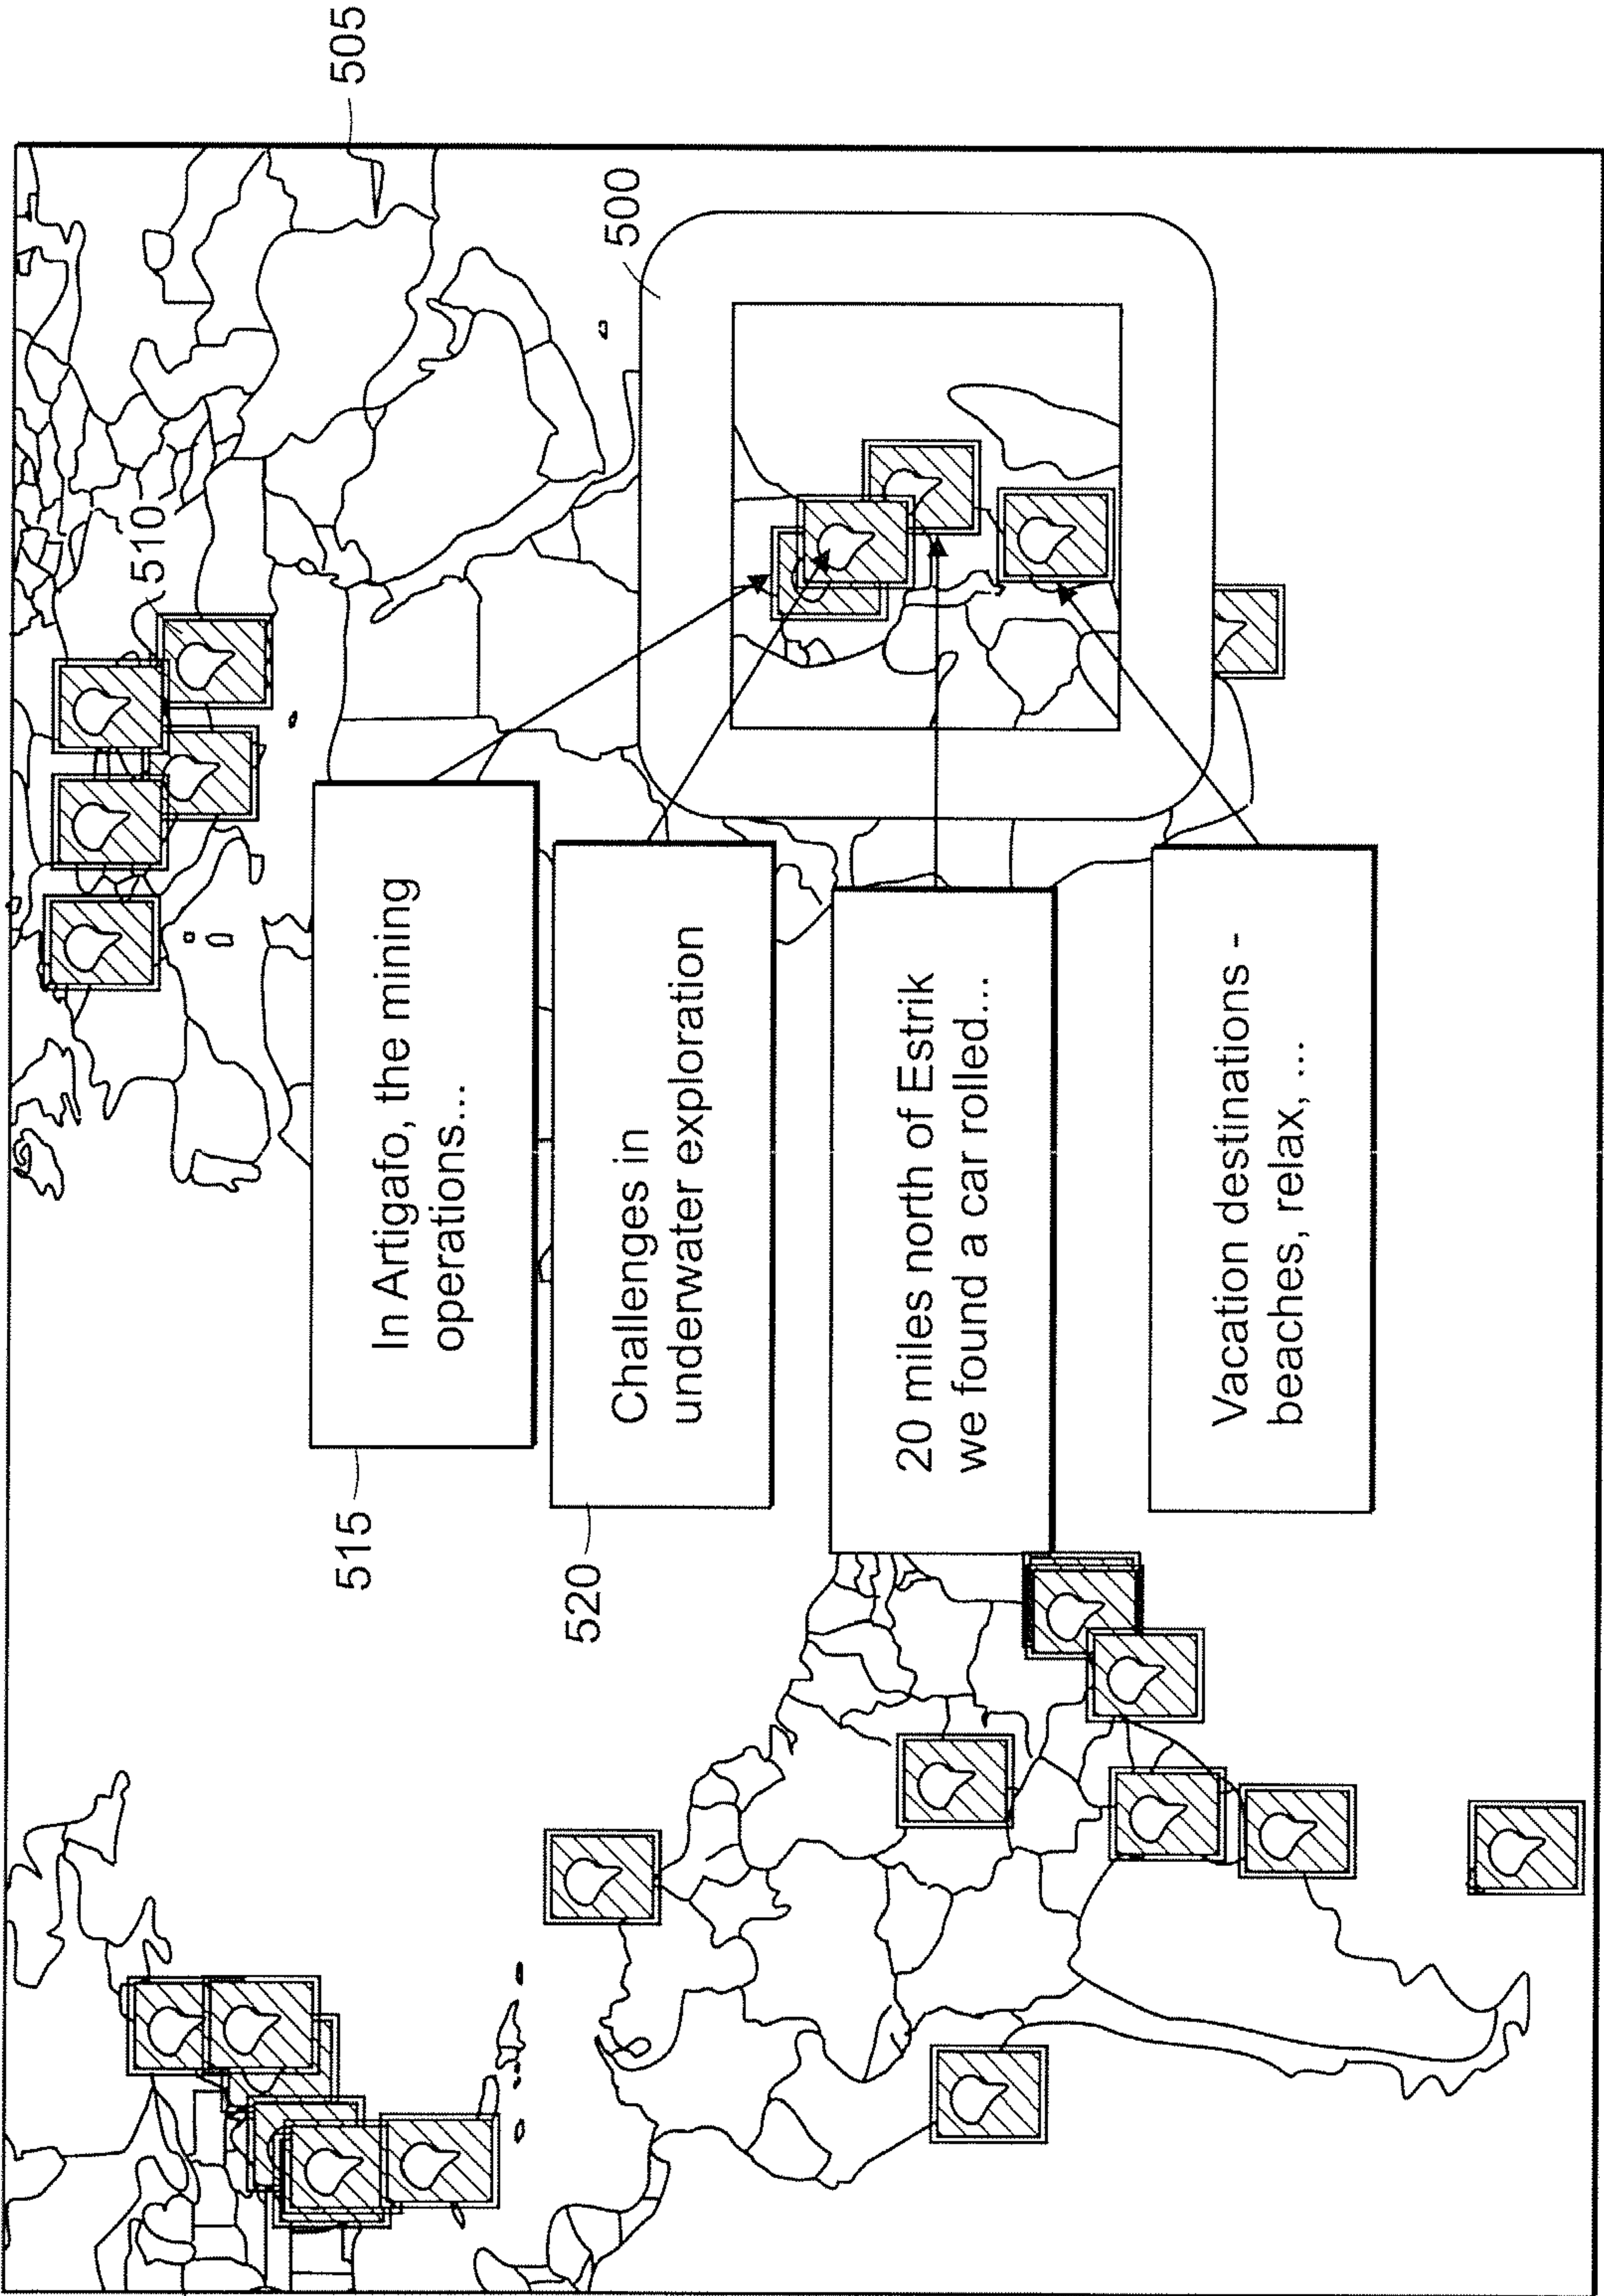 505
500
510
In Artigafo, the mining
operations...
515
Challenges in
underwater exploration
520
20 miles north of Estrik
we found a car rolled...
Vacation destinations -
beaches, relax, ...